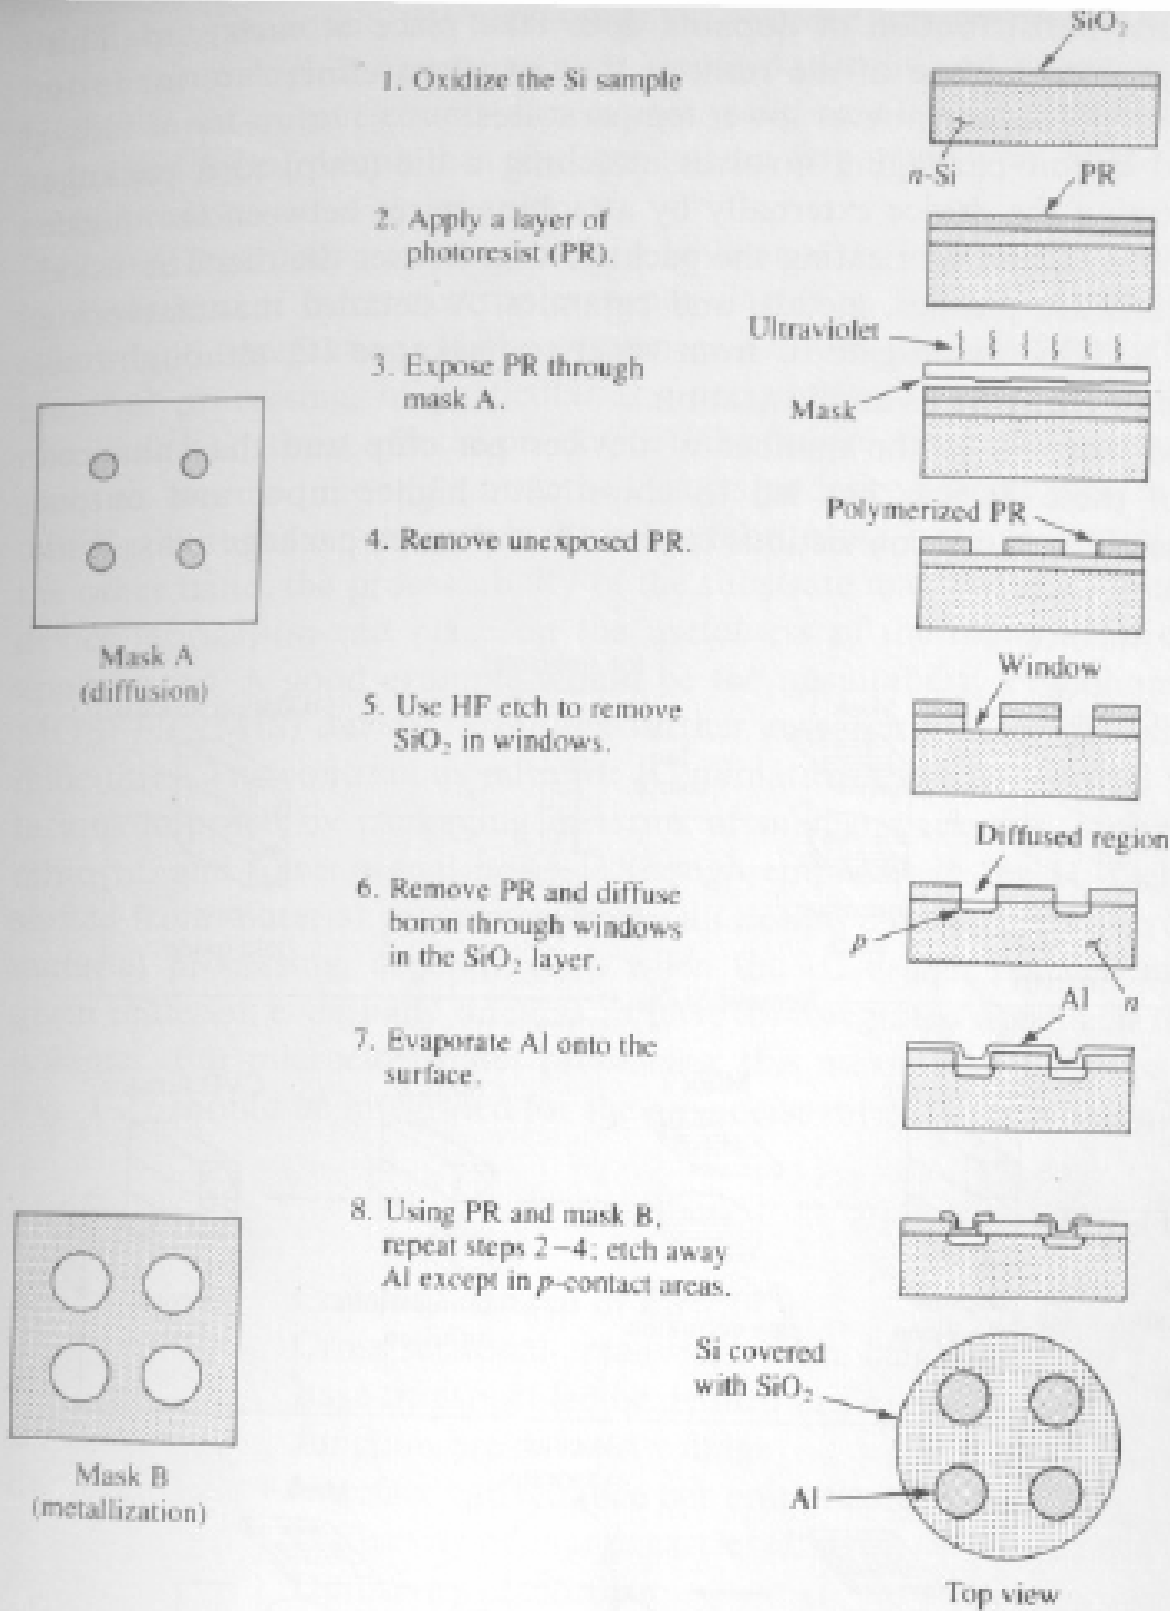 SiO₂
1. Oxidize the Si sample
n-Si
PR
2. Apply a layer of
photoresist (PR).
Ultraviolet
3. Expose PR through
mask A.
Mask
Polymerized PR
4. Remove unexposed PR.
Mask A
(diffusion)
Window
5. Use HF etch to remove
SiO₂ in windows.
Diffused region
6. Remove PR and diffuse
boron through windows
in the SiO₂ layer.
p
n
Al
7. Evaporate Al onto the
surface.
8. Using PR and mask B,
repeat steps 2–4; etch away
Al except in p-contact areas.
Si covered
with SiO₂
Mask B
(metallization)
Al
Top view